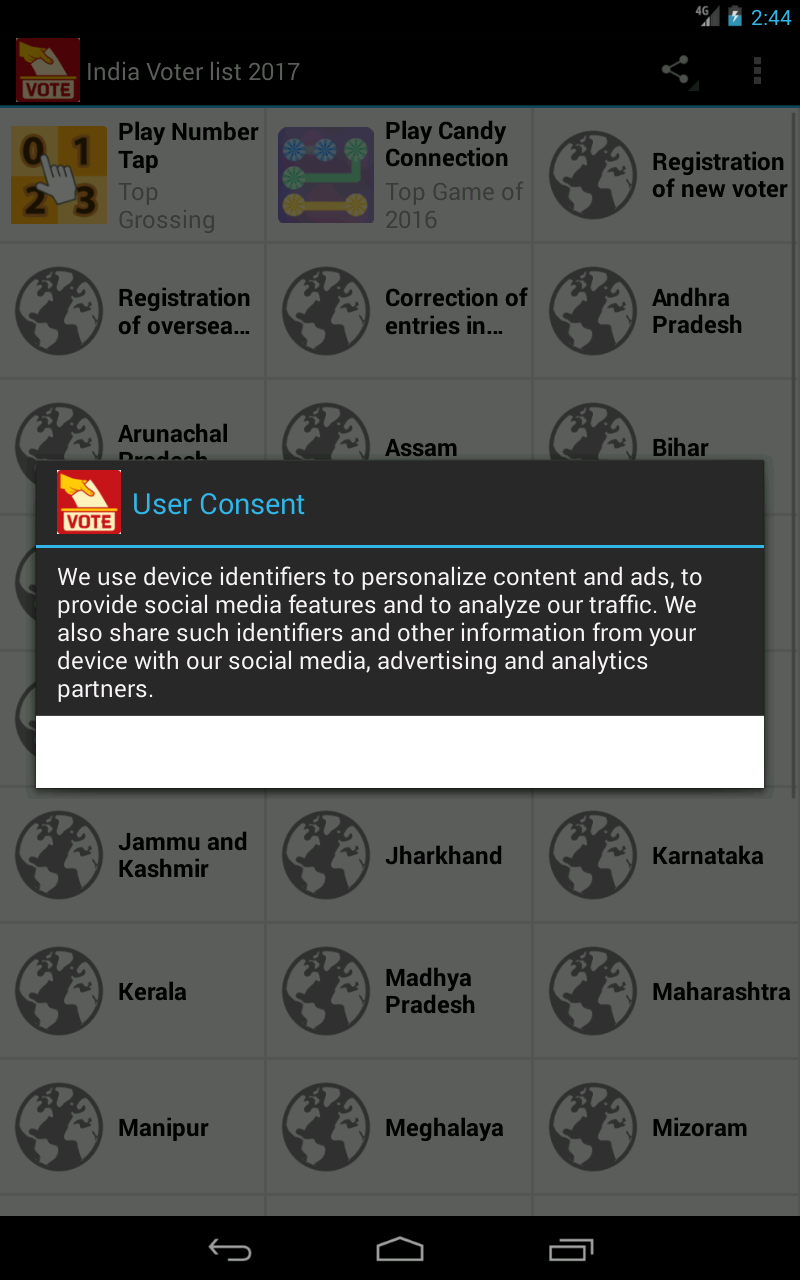 4G 2:44
VOTE India Voter list 2017
0 1 2 3
Play Number Tap
Top Grossing
Play Candy Connection
Top Game of 2016
Registration of new voter
Registration of oversea...
Correction of entries in...
Andhra Pradesh
Arunachal Pradesh
Assam
Bihar
VOTE User Consent
We use device identifiers to personalize content and ads, to
provide social media features and to analyze our traffic. We
also share such identifiers and other information from your
device with our social media, advertising and analytics
partners.
Jammu and Kashmir
Jharkhand
Karnataka
Kerala
Madhya Pradesh
Maharashtra
Manipur
Meghalaya
Mizoram